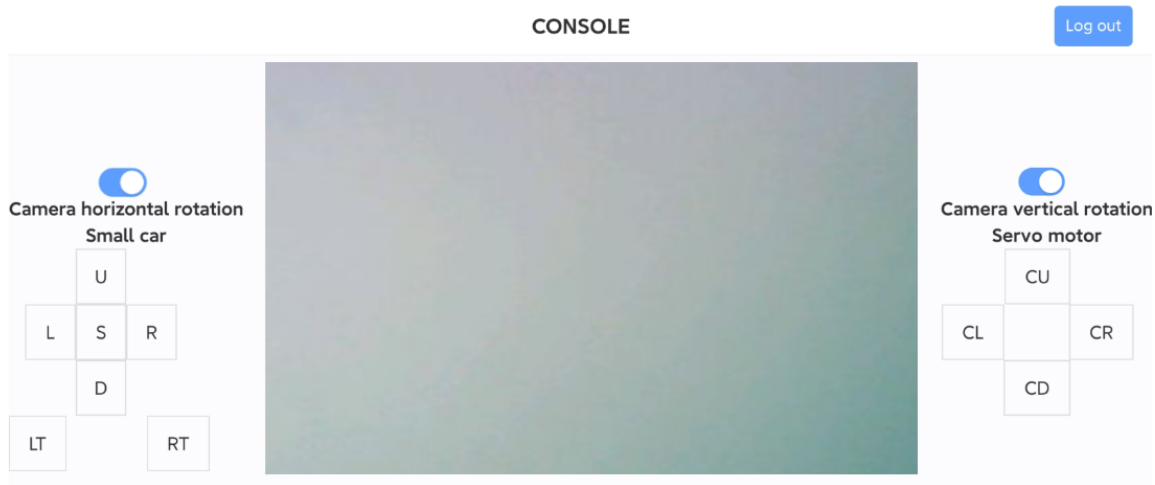 CONSOLE
Log out
Camera horizontal rotation
Small car
U
L S R
D
LT RT
Camera vertical rotation
Servo motor
CU
CL CR
CD